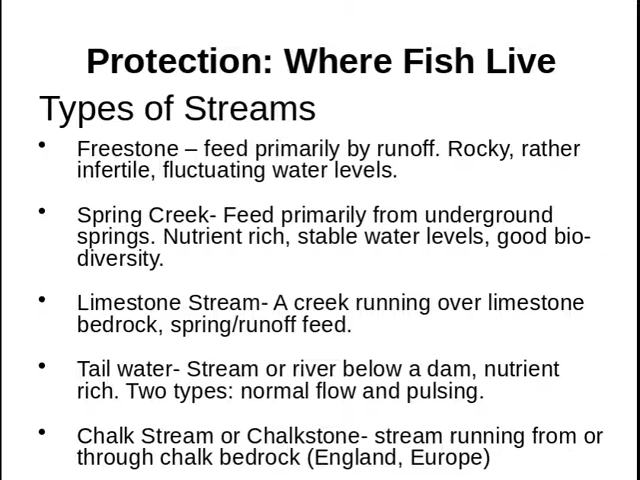 Protection: Where Fish Live
Types of Streams
• Freestone – feed primarily by runoff. Rocky, rather
infertile, fluctuating water levels.
• Spring Creek- Feed primarily from underground
springs. Nutrient rich, stable water levels, good bio-
diversity.
• Limestone Stream- A creek running over limestone
bedrock, spring/runoff feed.
• Tail water- Stream or river below a dam, nutrient
rich. Two types: normal flow and pulsing.
• Chalk Stream or Chalkstone- stream running from or
through chalk bedrock (England, Europe)